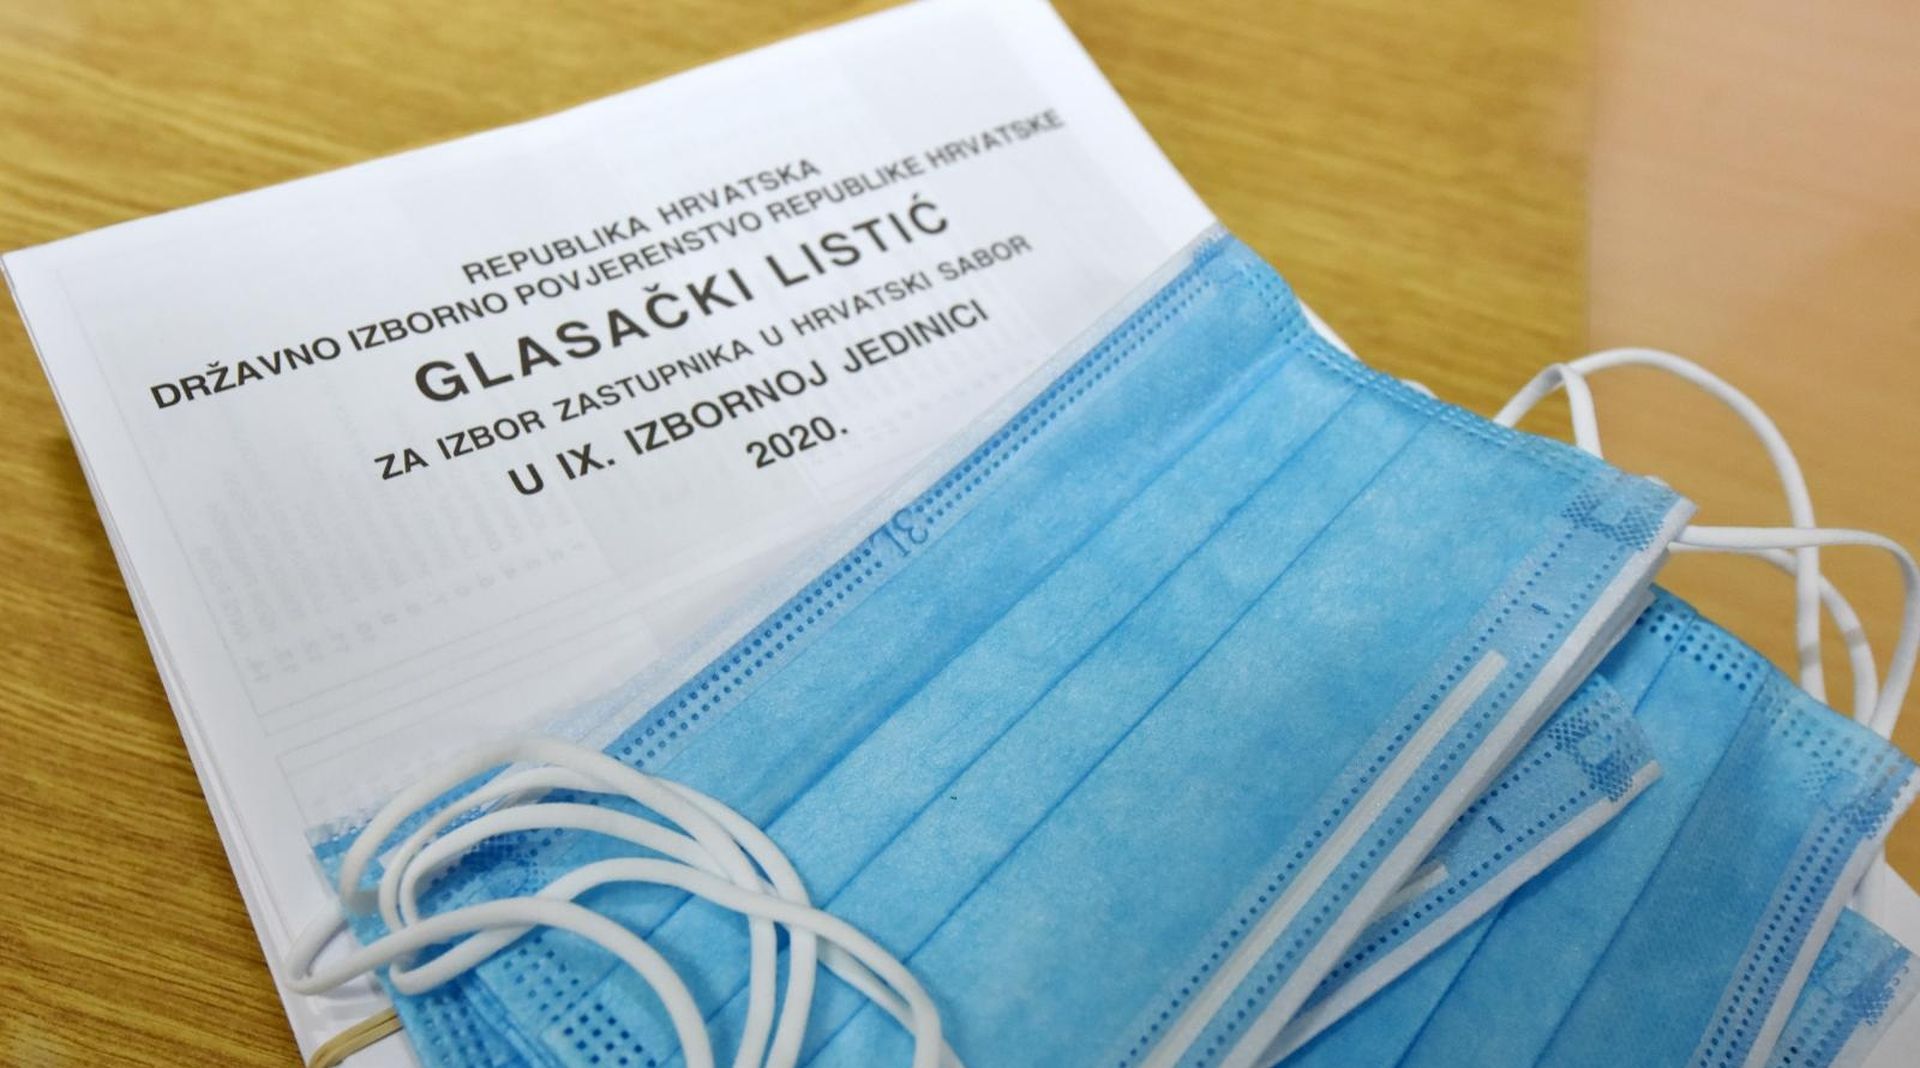 REPUBLIKA HRVATSKA
DRŽAVNO IZBORNO POVJERENSTVO REPUBLIKE HRVATSKE
GLASAČKI LISTIĆ
ZA IZBOR ZASTUPNIKA U HRVATSKI SABOR
U IX. IZBORNOJ JEDINICI
2020.